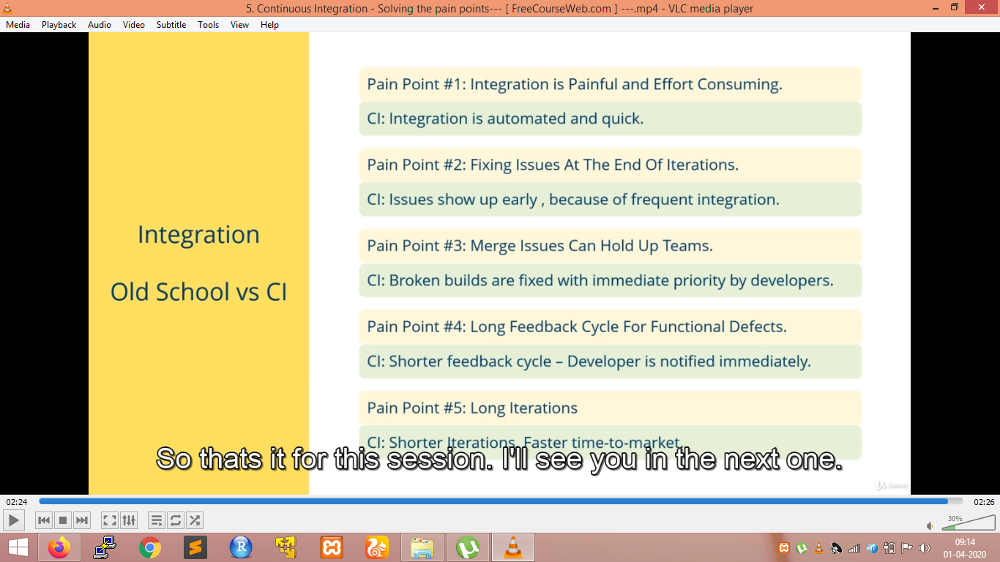 5. Continuous Integration - Solving the pain points--- [ FreeCourseWeb.com ] ---.mp4 - VLC media player
Media Playback Audio Video Subtitle Tools View Help
Integration
Old School vs CI
Pain Point #1: Integration is Painful and Effort Consuming.
CI: Integration is automated and quick.
Pain Point #2: Fixing Issues At The End Of Iterations.
CI: Issues show up early , because of frequent integration.
Pain Point #3: Merge Issues Can Hold Up Teams.
CI: Broken builds are fixed with immediate priority by developers.
Pain Point #4: Long Feedback Cycle For Functional Defects.
CI: Shorter feedback cycle – Developer is notified immediately.
Pain Point #5: Long Iterations
CI: Shorter Iterations, Faster time-to-market.
So thats it for this session. I'll see you in the next one.
Udemy
02:24
02:26
30%
09:14
01-04-2020